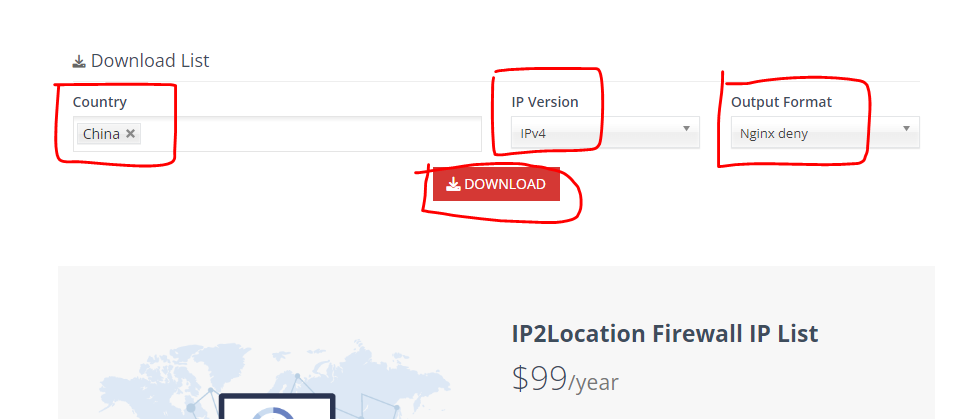 Download List
Country
IP Version
Output Format
China ×
IPv4
Nginx deny
DOWNLOAD
IP2Location Firewall IP List
$99/year